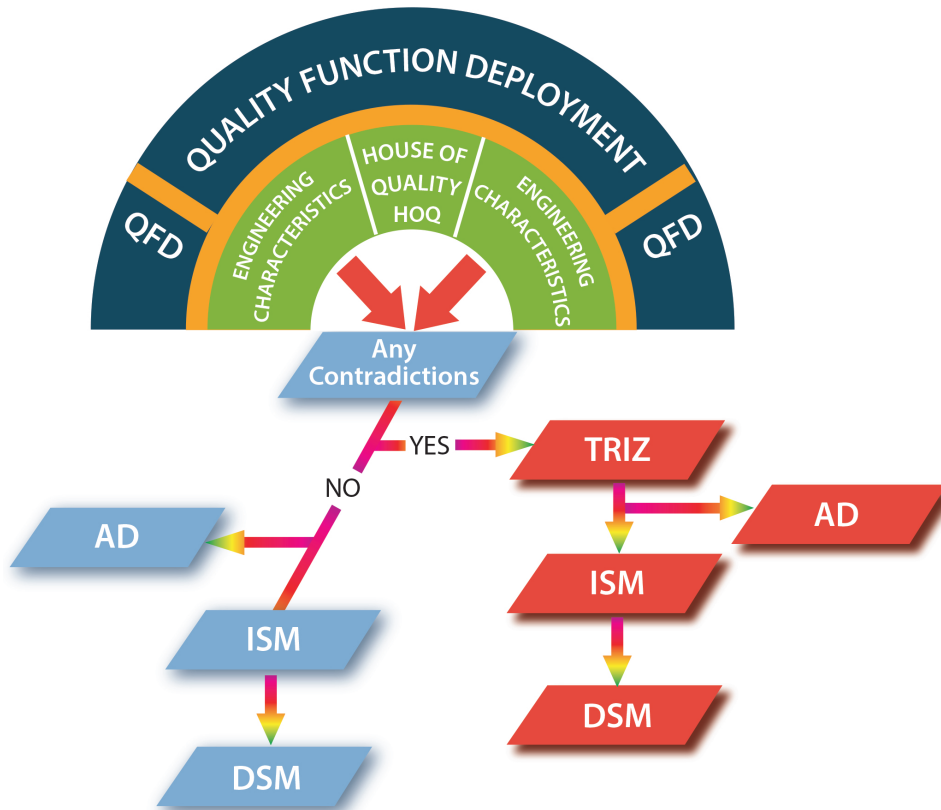 QUALITY FUNCTION DEPLOYMENT
QFD
QFD
ENGINEERING
CHARACTERISTICS
HOUSE OF
QUALITY
HOQ
ENGINEERING
CHARACTERISTICS
Any
Contradictions
YES
TRIZ
NO
AD
AD
ISM
ISM
DSM
DSM